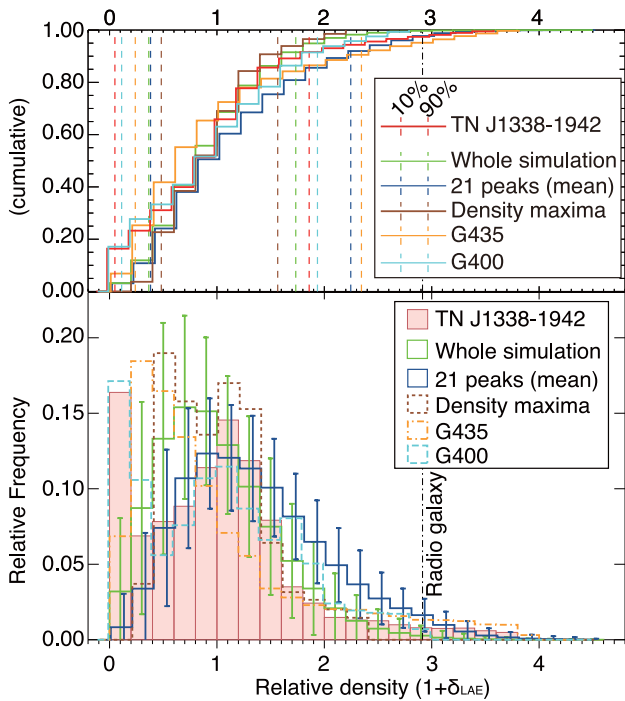 0 1 2 3 4
1.00
0.80
0.60
0.40
0.20
0.00
(cumulative)
10%
90%
TN J1338-1942
Whole simulation
21 peaks (mean)
Density maxima
G435
G400
0.20
0.15
0.10
0.05
0.00
Relative Frequency
TN J1338-1942
Whole simulation
21 peaks (mean)
Density maxima
G435
G400
Radio galaxy
0 1 2 3 4
Relative density (1+δLAE)